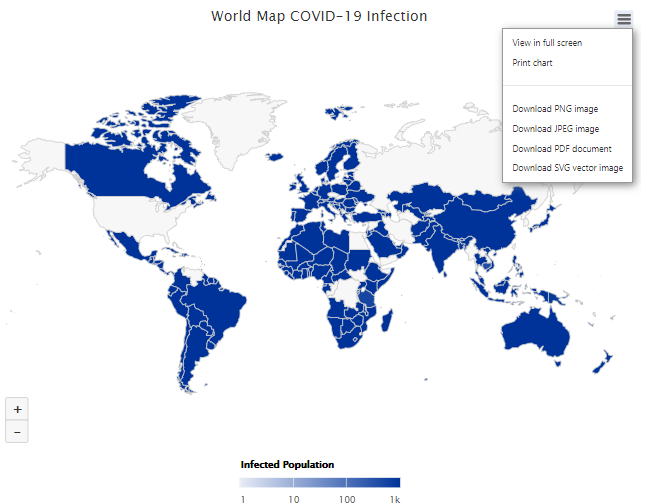 World Map COVID-19 Infection
View in full screen
Print chart
Download PNG image
Download JPEG image
Download PDF document
Download SVG vector image
+
−
Infected Population
1 10 100 1k